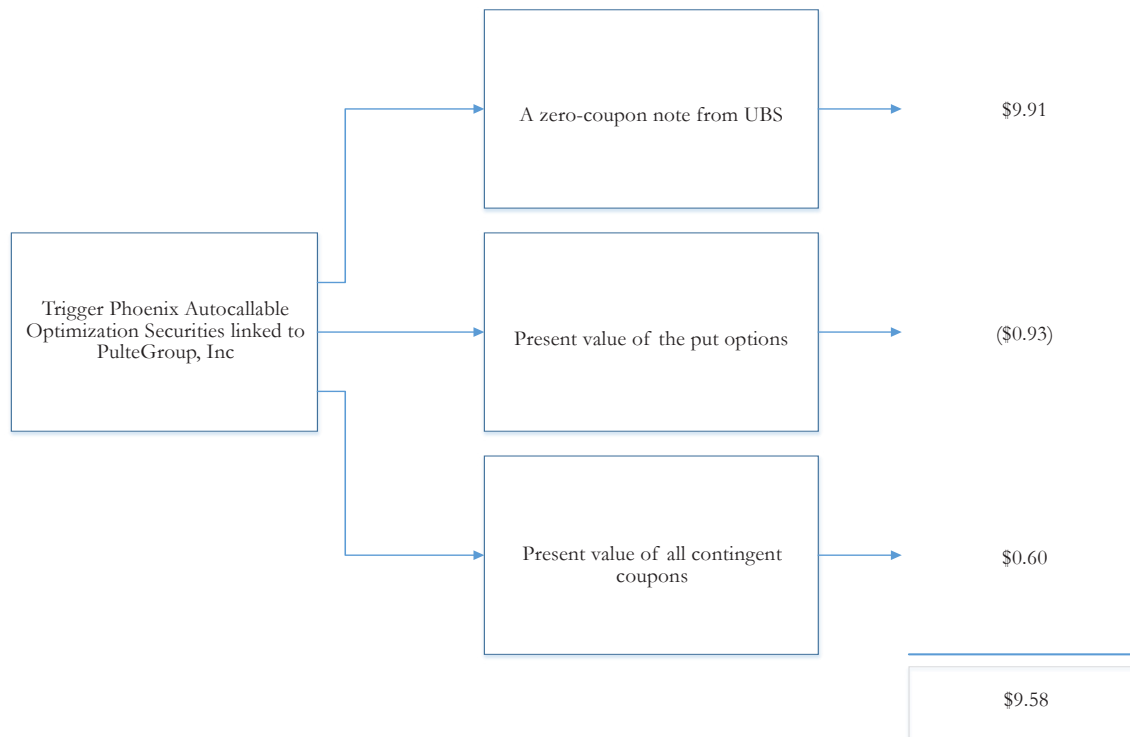 A zero-coupon note from UBS
$9.91
Trigger Phoenix Autocallable
Optimization Securities linked to
PulteGroup, Inc
Present value of the put options
($0.93)
Present value of all contingent
coupons
$0.60
$9.58